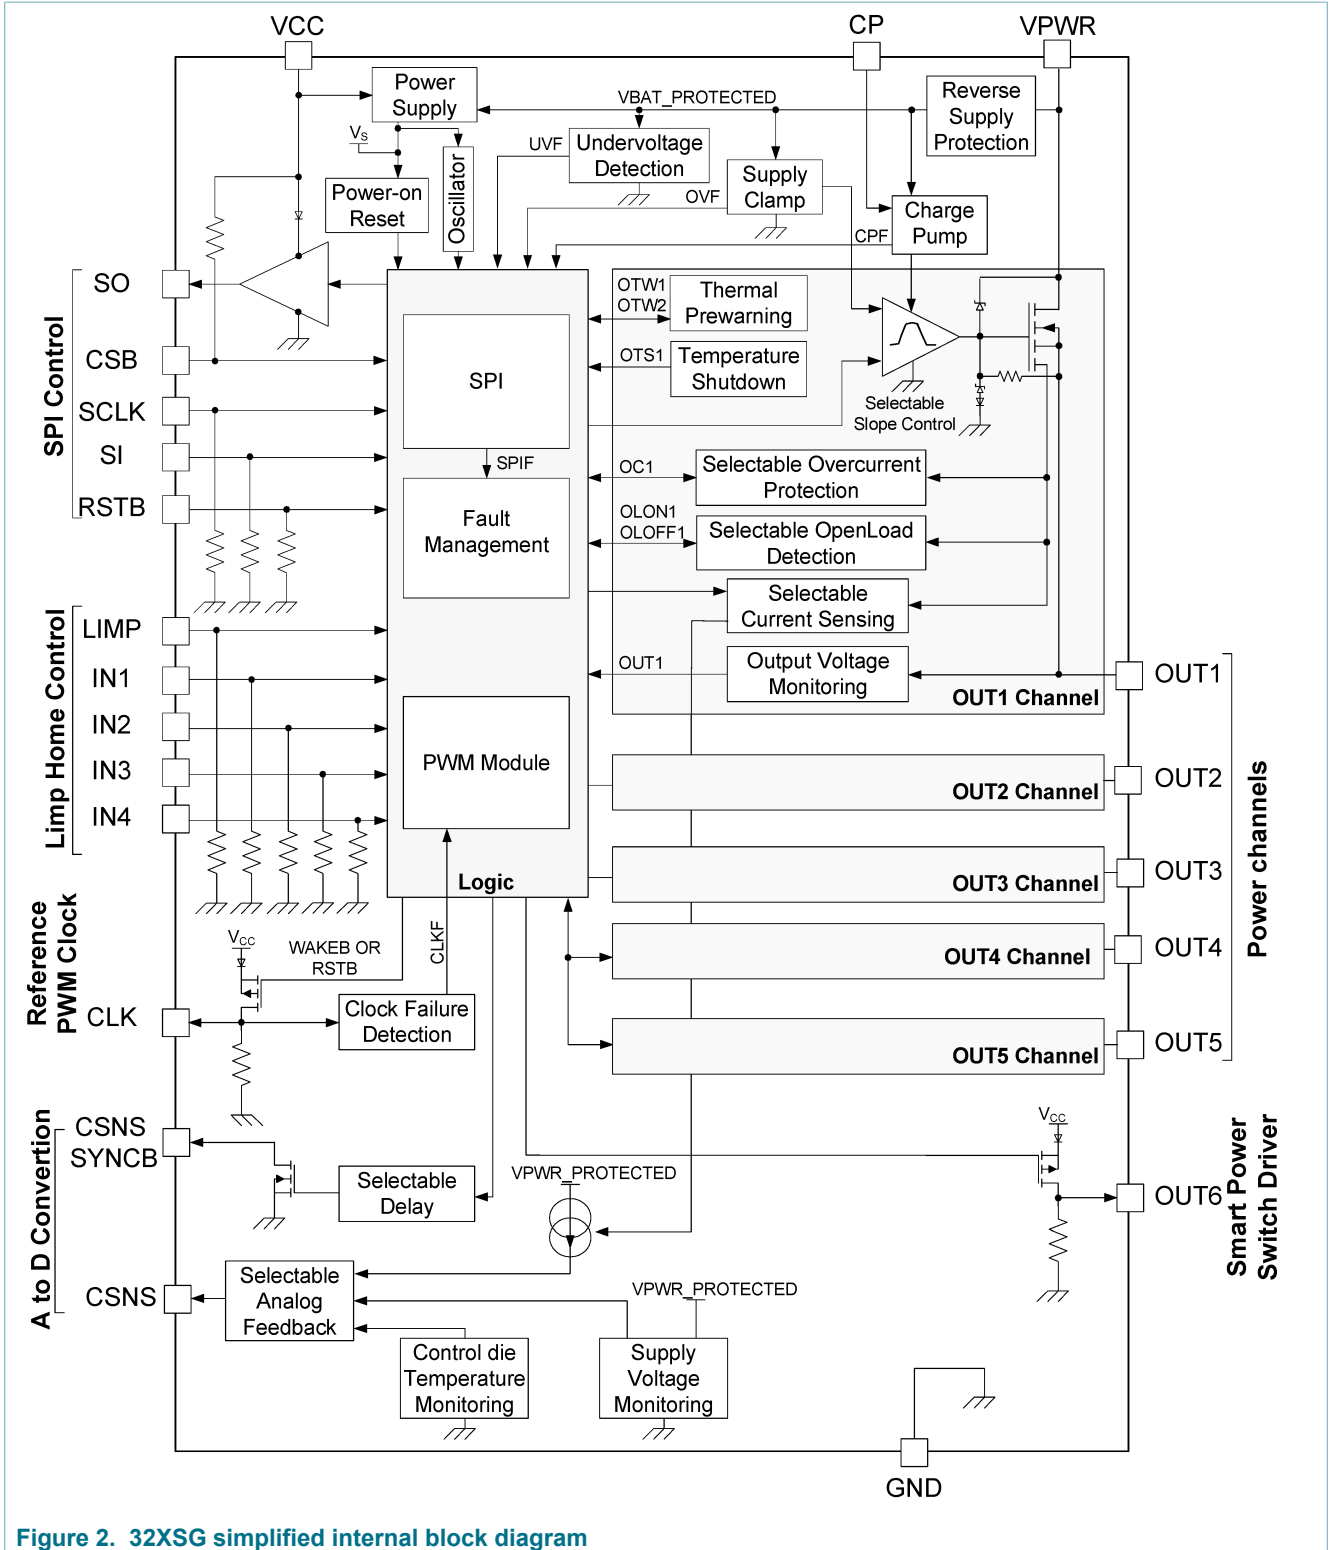 VCC
CP
VPWR
Power
Supply
VBAT_PROTECTED
Reverse
Supply
Protection
VS
UVF
Undervoltage
Detection
Oscillator
Power-on
Reset
OVF
Supply
Clamp
Charge
Pump
CPF
SPI Control
SO
CSB
SCLK
SI
RSTB
SPI
SPIF
Fault
Management
OTW1
OTW2
Thermal
Prewarning
OTS1
Temperature
Shutdown
Selectable
Slope Control
OC1
Selectable Overcurrent
Protection
OLON1
OLOFF1
Selectable OpenLoad
Detection
Selectable
Current Sensing
OUT1
Output Voltage
Monitoring
OUT1 Channel
OUT1
Limp Home Control
LIMP
IN1
IN2
IN3
IN4
PWM Module
Logic
OUT2 Channel
OUT2
OUT3 Channel
OUT3
OUT4 Channel
OUT4
OUT5 Channel
OUT5
Power channels
Reference
PWM Clock
VCC
WAKEB OR
RSTB
CLKF
CLK
Clock Failure
Detection
A to D Convertion
CSNS
SYNCB
Selectable
Delay
VPWR_PROTECTED
VCC
OUT6
Smart Power
Switch Driver
CSNS
Selectable
Analog
Feedback
VPWR_PROTECTED
Control die
Temperature
Monitoring
Supply
Voltage
Monitoring
GND
Figure 2. 32XSG simplified internal block diagram